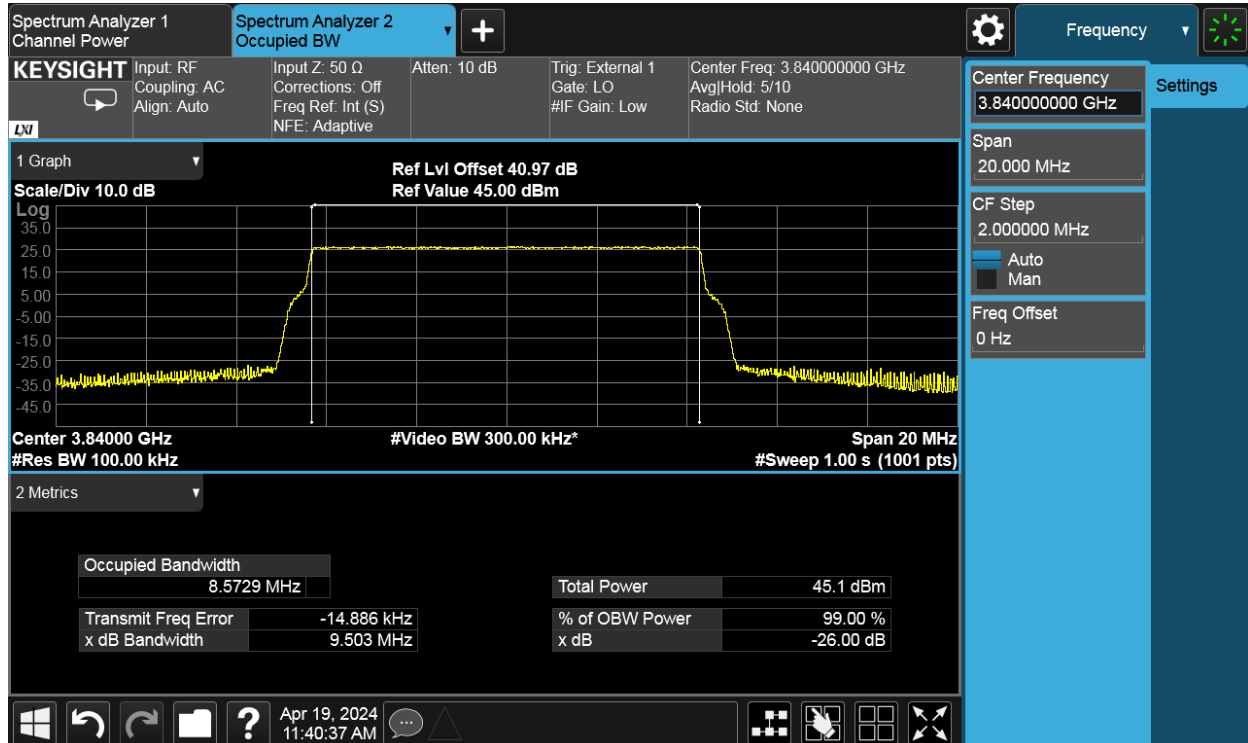 Spectrum Analyzer 1
Channel Power
Spectrum Analyzer 2
Occupied BW
Frequency
KEYSIGHT
LXI
Input: RF
Coupling: AC
Align: Auto
Input Z: 50 Ω
Corrections: Off
Freq Ref: Int (S)
NFE: Adaptive
Atten: 10 dB
Trig: External 1
Gate: LO
#IF Gain: Low
Center Freq: 3.840000000 GHz
Avg|Hold: 5/10
Radio Std: None
Center Frequency
3.840000000 GHz
Settings
Span
20.000 MHz
CF Step
2.000000 MHz
Auto
Man
Freq Offset
0 Hz
1 Graph
Scale/Div 10.0 dB
Ref Lvl Offset 40.97 dB
Ref Value 45.00 dBm
Log
35.0
25.0
15.0
5.00
-5.00
-15.0
-25.0
-35.0
-45.0
Center 3.84000 GHz
#Video BW 300.00 kHz*
Span 20 MHz
#Res BW 100.00 kHz
#Sweep 1.00 s (1001 pts)
2 Metrics
Occupied Bandwidth
8.5729 MHz
Total Power 45.1 dBm
Transmit Freq Error -14.886 kHz
% of OBW Power 99.00 %
x dB Bandwidth 9.503 MHz
x dB -26.00 dB
?
Apr 19, 2024
11:40:37 AM